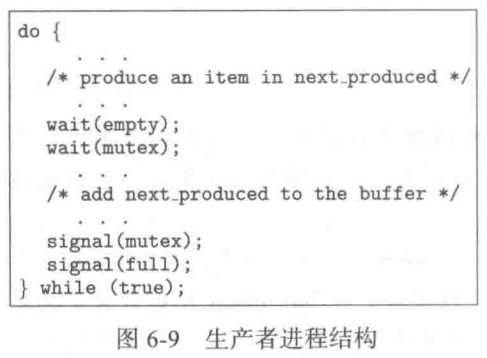 do {
. . .
/* produce an item in next_produced */
. . .
wait(empty);
wait(mutex);
. . .
/* add next_produced to the buffer */
. . .
signal(mutex);
signal(full);
} while (true);
图 6-9 生产者进程结构